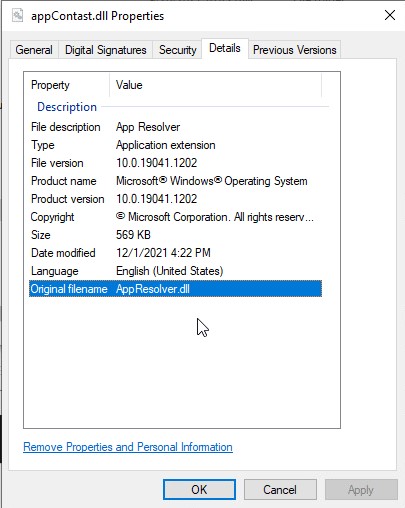 appContast.dll Properties
General Digital Signatures Security Details Previous Versions
Property Value
Description
File description App Resolver
Type Application extension
File version 10.0.19041.1202
Product name Microsoft® Windows® Operating System
Product version 10.0.19041.1202
Copyright © Microsoft Corporation. All rights reserv...
Size 569 KB
Date modified 12/1/2021 4:22 PM
Language English (United States)
Original filename AppResolver.dll
Remove Properties and Personal Information
OK Cancel Apply